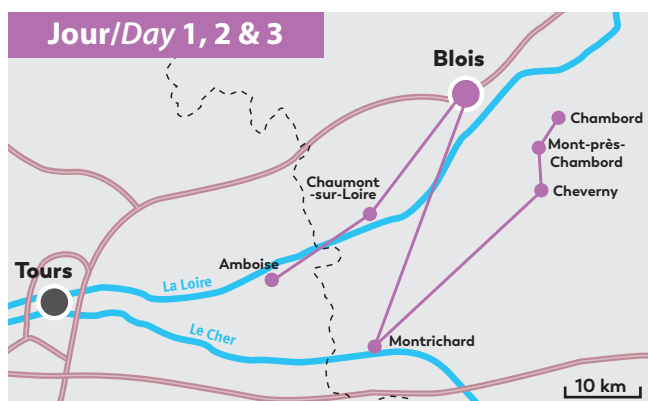 Jour/Day 1, 2 & 3
Blois
Chambord
Mont-près-
Chambord
Cheverny
Chaumont
-sur-Loire
Amboise
Tours
La Loire
Le Cher
Montrichard
10 km